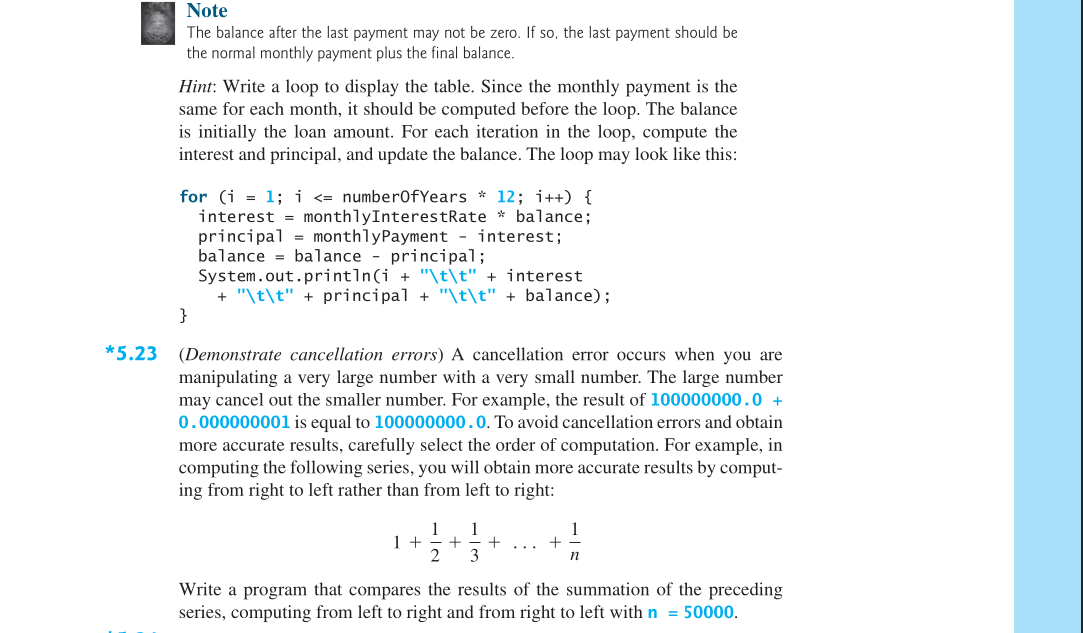 Note
The balance after the last payment may not be zero. If so, the last payment should be
the normal monthly payment plus the final balance.
Hint: Write a loop to display the table. Since the monthly payment is the
same for each month, it should be computed before the loop. The balance
is initially the loan amount. For each iteration in the loop, compute the
interest and principal, and update the balance. The loop may look like this:
for (i = 1; i <= numberOfYears * 12; i++) {
interest = monthlyInterestRate * balance;
principal = monthlyPayment - interest;
balance = balance - principal;
System.out.println(i + "\t\t" + interest
+ "\t\t" + principal + "\t\t" + balance);
}
*5.23 (Demonstrate cancellation errors) A cancellation error occurs when you are
manipulating a very large number with a very small number. The large number
may cancel out the smaller number. For example, the result of 100000000.0 +
0.000000001 is equal to 100000000.0. To avoid cancellation errors and obtain
more accurate results, carefully select the order of computation. For example, in
computing the following series, you will obtain more accurate results by comput-
ing from right to left rather than from left to right:
1 + 1/2 + 1/3 + ... + 1/n
Write a program that compares the results of the summation of the preceding
series, computing from left to right and from right to left with n = 50000.